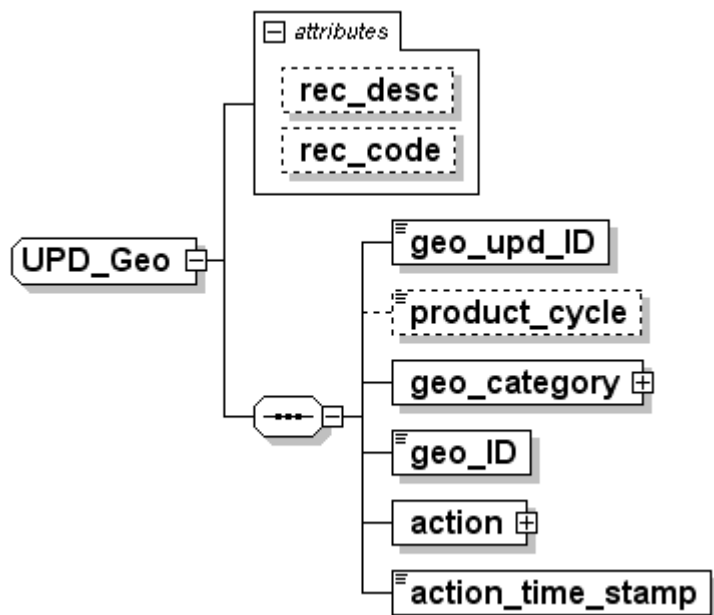 attributes
rec_desc
rec_code
UPD_Geo
geo_upd_ID
product_cycle
geo_category
geo_ID
action
action_time_stamp